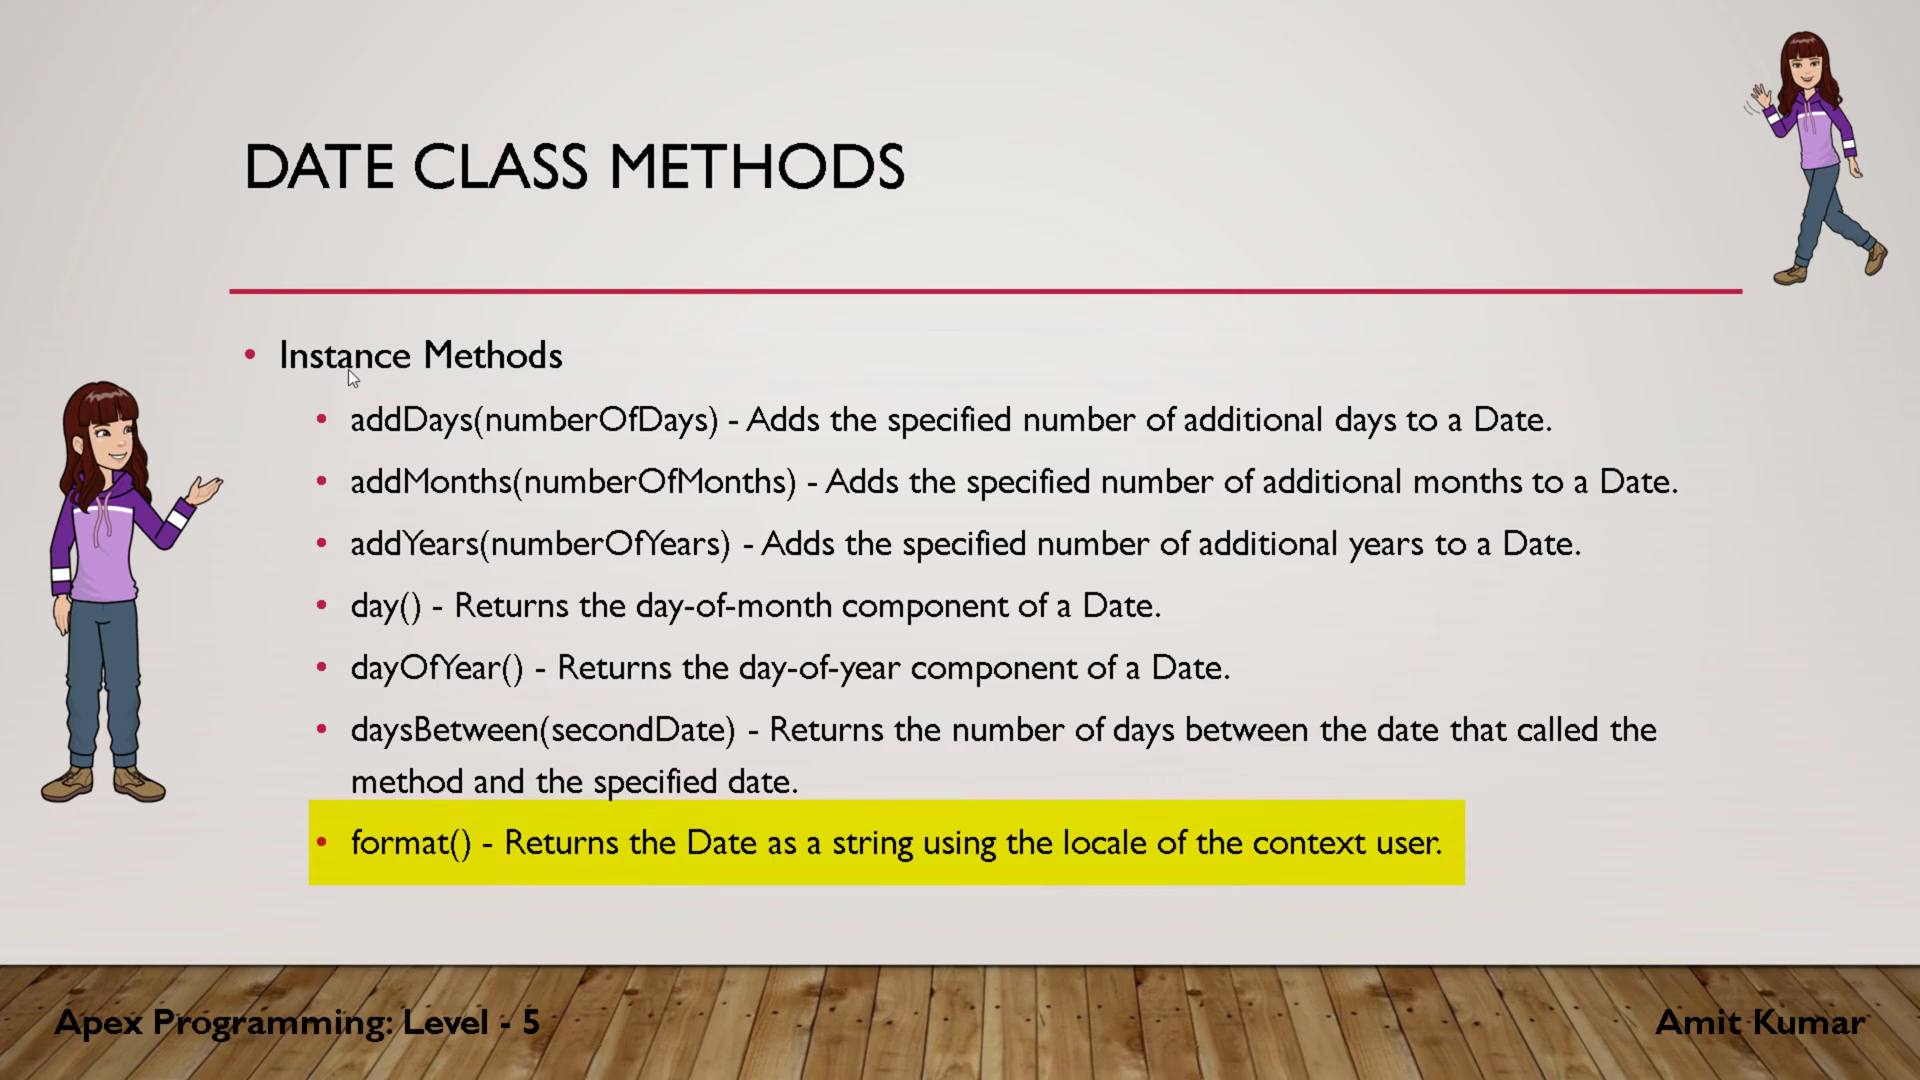 DATE CLASS METHODS
• Instance Methods
• addDays(numberOfDays) - Adds the specified number of additional days to a Date.
• addMonths(numberOfMonths) - Adds the specified number of additional months to a Date.
• addYears(numberOfYears) - Adds the specified number of additional years to a Date.
• day() - Returns the day-of-month component of a Date.
• dayOfYear() - Returns the day-of-year component of a Date.
• daysBetween(secondDate) - Returns the number of days between the date that called the
method and the specified date.
• format() - Returns the Date as a string using the locale of the context user.
Apex Programming: Level - 5
Amit Kumar